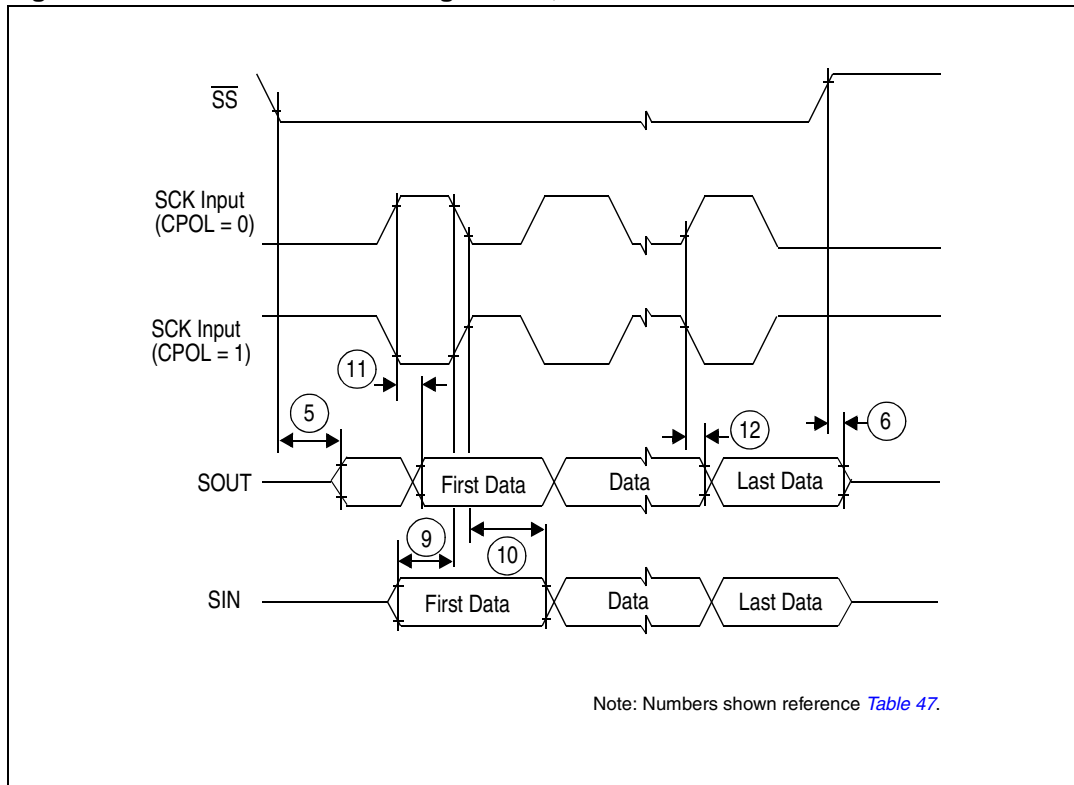 SS
SCK Input
(CPOL = 0)
SCK Input
(CPOL = 1)
11
5
12
6
SOUT
First Data
Data
Last Data
9
10
SIN
First Data
Data
Last Data
Note: Numbers shown reference Table 47.